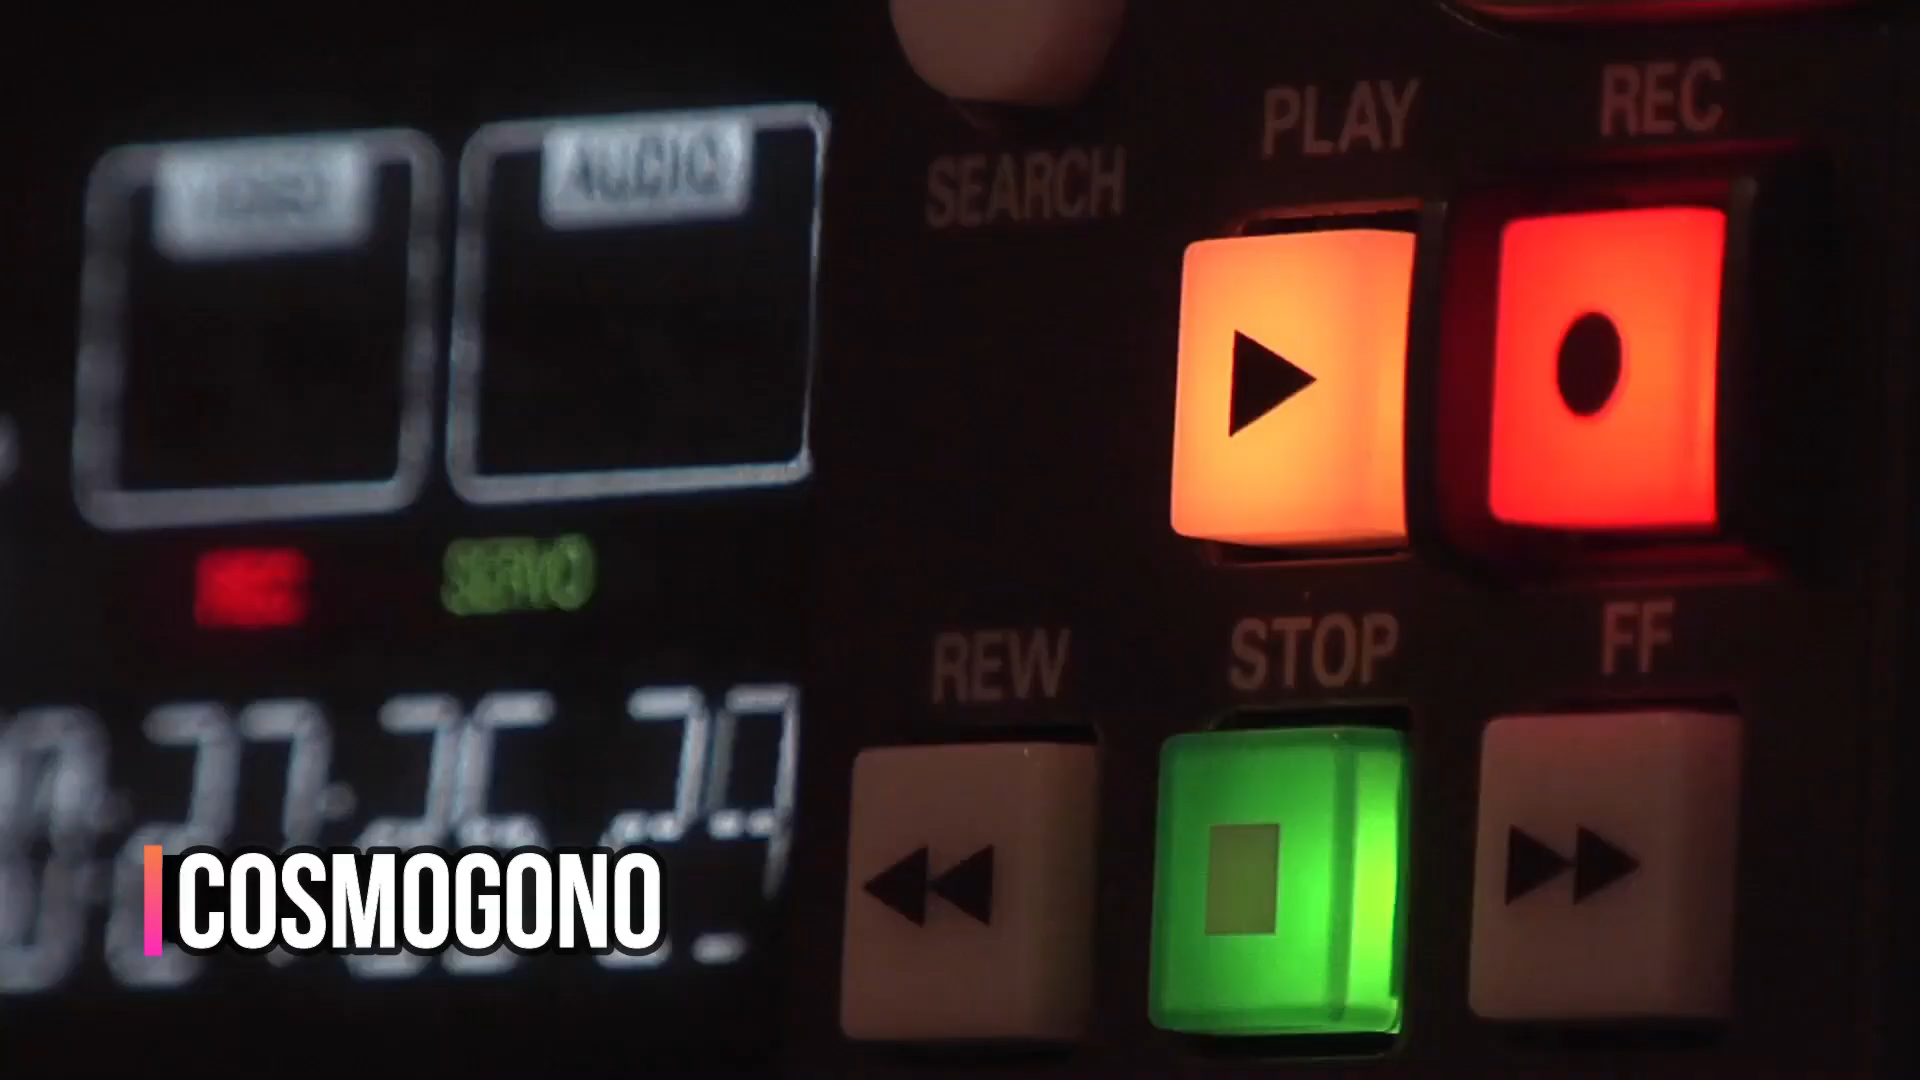 AUDIO
SEARCH
PLAY
REC
SERVO
REW
STOP
FF
COSMOGONO